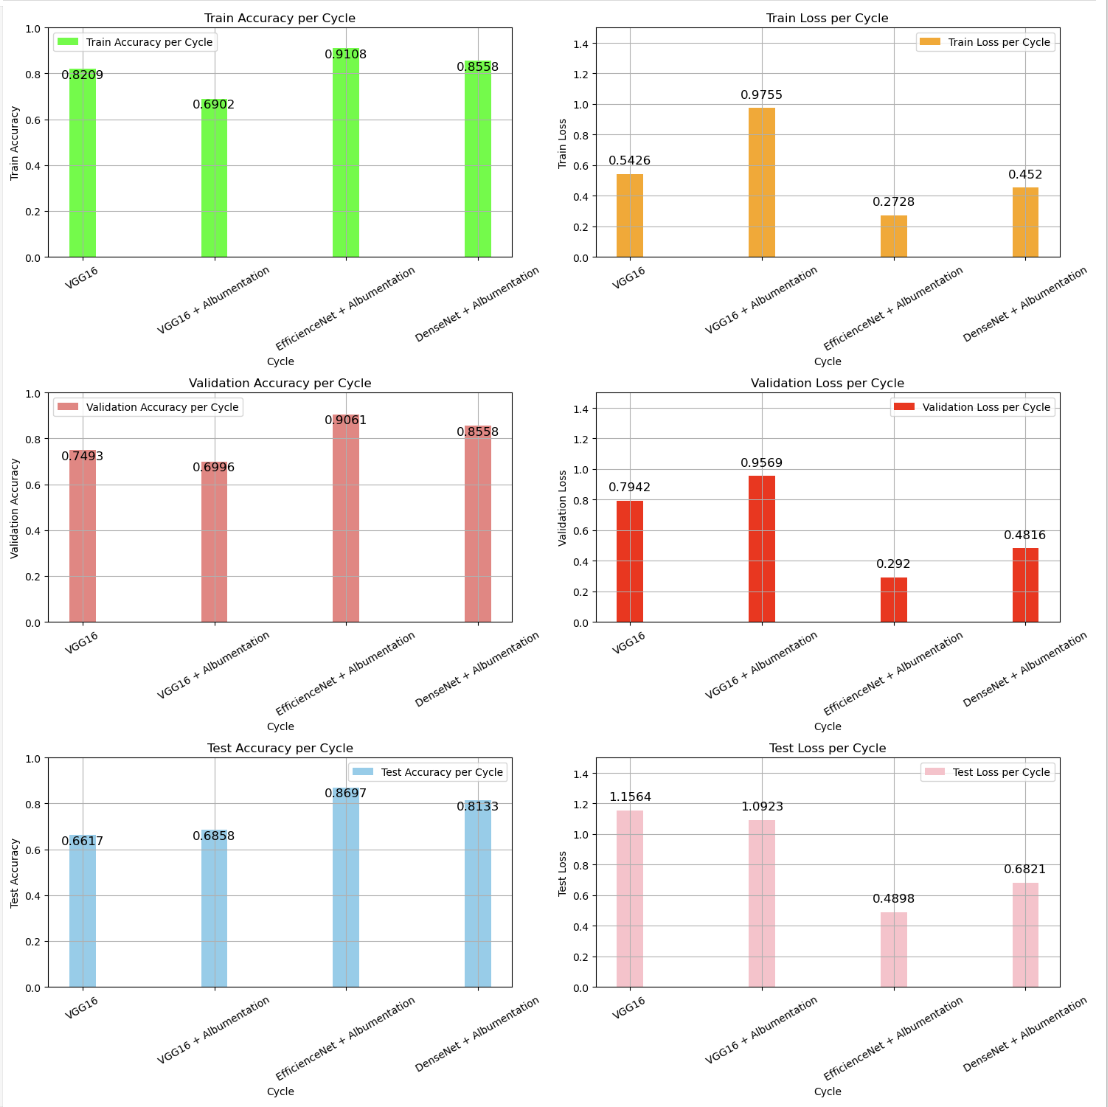 Train Accuracy per Cycle
Train Accuracy per Cycle
1.0
0.8
0.6
0.4
0.2
0.0
Train Accuracy
0.8209
0.6902
0.9108
0.8558
VGG16
VGG16 + Albumentation
EfficienceNet + Albumentation
DenseNet + Albumentation
Cycle
Train Loss per Cycle
Train Loss per Cycle
1.4
1.2
1.0
0.8
0.6
0.4
0.2
0.0
Train Loss
0.5426
0.9755
0.2728
0.452
VGG16
VGG16 + Albumentation
EfficienceNet + Albumentation
DenseNet + Albumentation
Cycle
Validation Accuracy per Cycle
Validation Accuracy per Cycle
1.0
0.8
0.6
0.4
0.2
0.0
Validation Accuracy
0.7493
0.6996
0.9061
0.8558
VGG16
VGG16 + Albumentation
EfficienceNet + Albumentation
DenseNet + Albumentation
Cycle
Validation Loss per Cycle
Validation Loss per Cycle
1.4
1.2
1.0
0.8
0.6
0.4
0.2
0.0
Validation Loss
0.7942
0.9569
0.292
0.4816
VGG16
VGG16 + Albumentation
EfficienceNet + Albumentation
DenseNet + Albumentation
Cycle
Test Accuracy per Cycle
Test Accuracy per Cycle
1.0
0.8
0.6
0.4
0.2
0.0
Test Accuracy
0.6617
0.6858
0.8697
0.8133
VGG16
VGG16 + Albumentation
EfficienceNet + Albumentation
DenseNet + Albumentation
Cycle
Test Loss per Cycle
Test Loss per Cycle
1.4
1.2
1.0
0.8
0.6
0.4
0.2
0.0
Test Loss
1.1564
1.0923
0.4898
0.6821
VGG16
VGG16 + Albumentation
EfficienceNet + Albumentation
DenseNet + Albumentation
Cycle